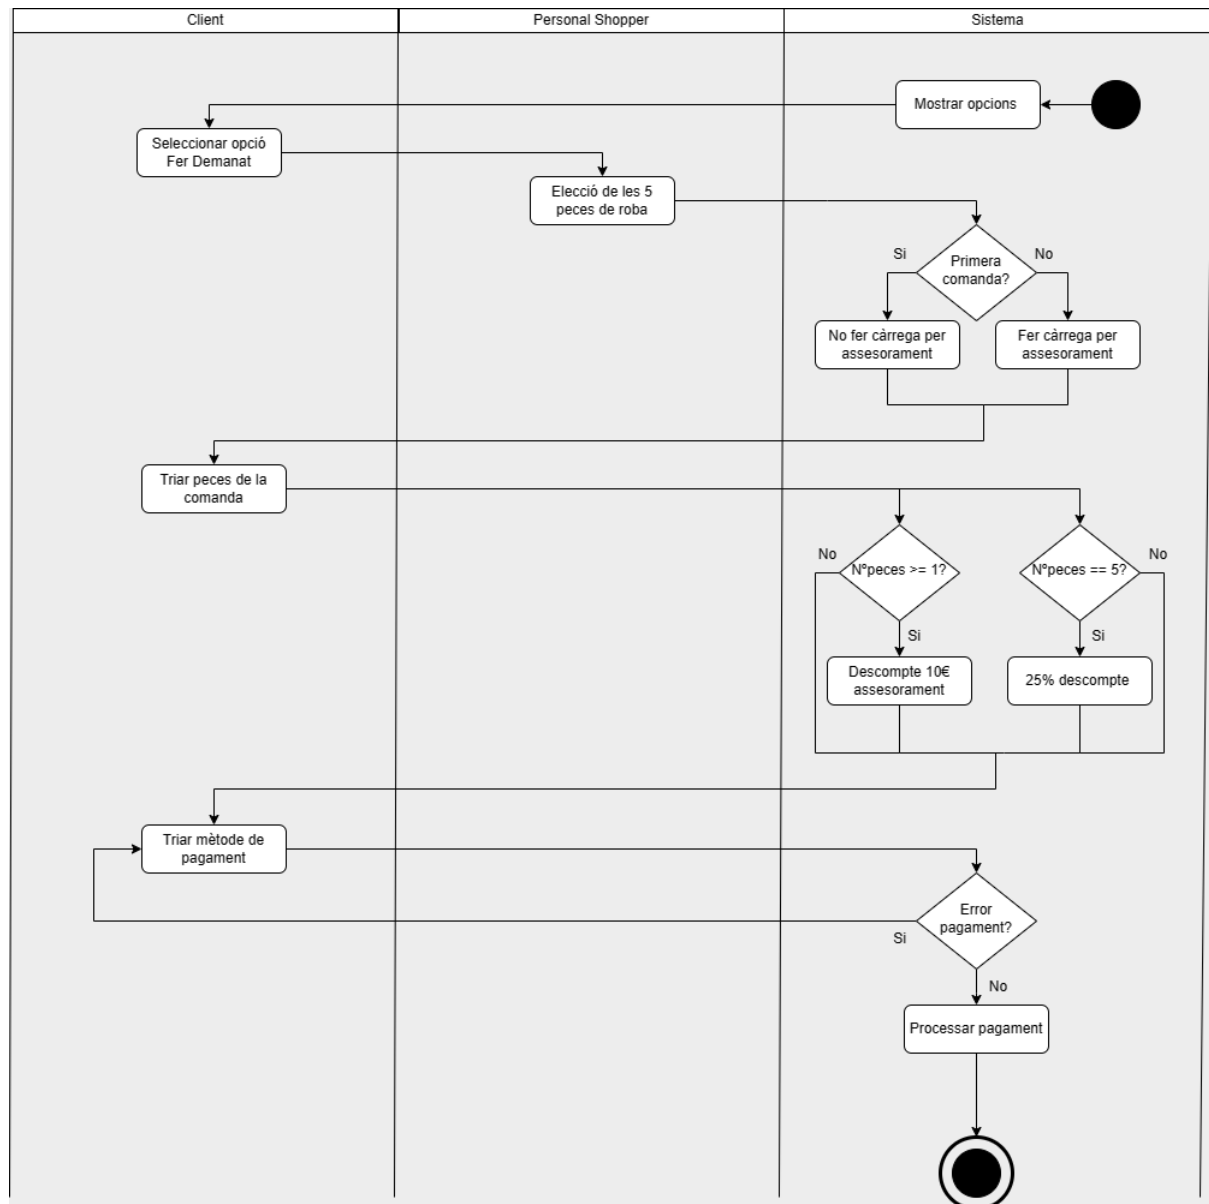 Client
Personal Shopper
Sistema
Mostrar opcions
Seleccionar opció
Fer Demanat
Elecció de les 5
peces de roba
Si
Primera
comanda?
No
No fer càrrega per
assesorament
Fer càrrega per
assesorament
Triar peces de la
comanda
No
Nºpeces >= 1?
Nºpeces == 5?
No
Si
Si
Descompte 10€
assesorament
25% descompte
Triar mètode de
pagament
Error
pagament?
Si
No
Processar pagament